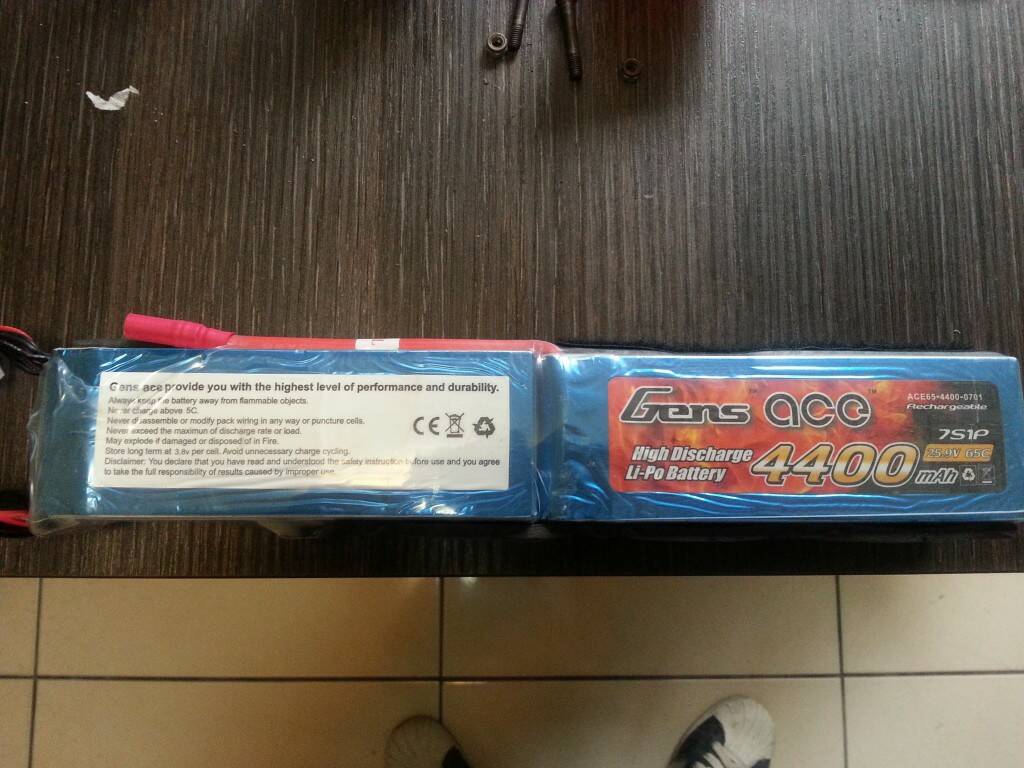 Gens ace provide you with the highest level of performance and durability.
Always keep the battery away from flammable objects.
Never charge above 5C.
Never disassemble or modify pack wiring in any way or puncture cells.
Never exceed the maximun of discharge rate or load.
May explode if damaged or disposed of in Fire.
Store long term at 3.8v per cell. Avoid unnecessary charge cycling.
Disclaimer: You declare that you have read and understood the safety instruction before use and you agree
to take the full responsibility of results caused by improper use.
CE
Gens ace™
ACE65-4400-0701
Rechargeable
7S1P
High Discharge
Li-Po Battery
4400 mAh
25.9V 65C